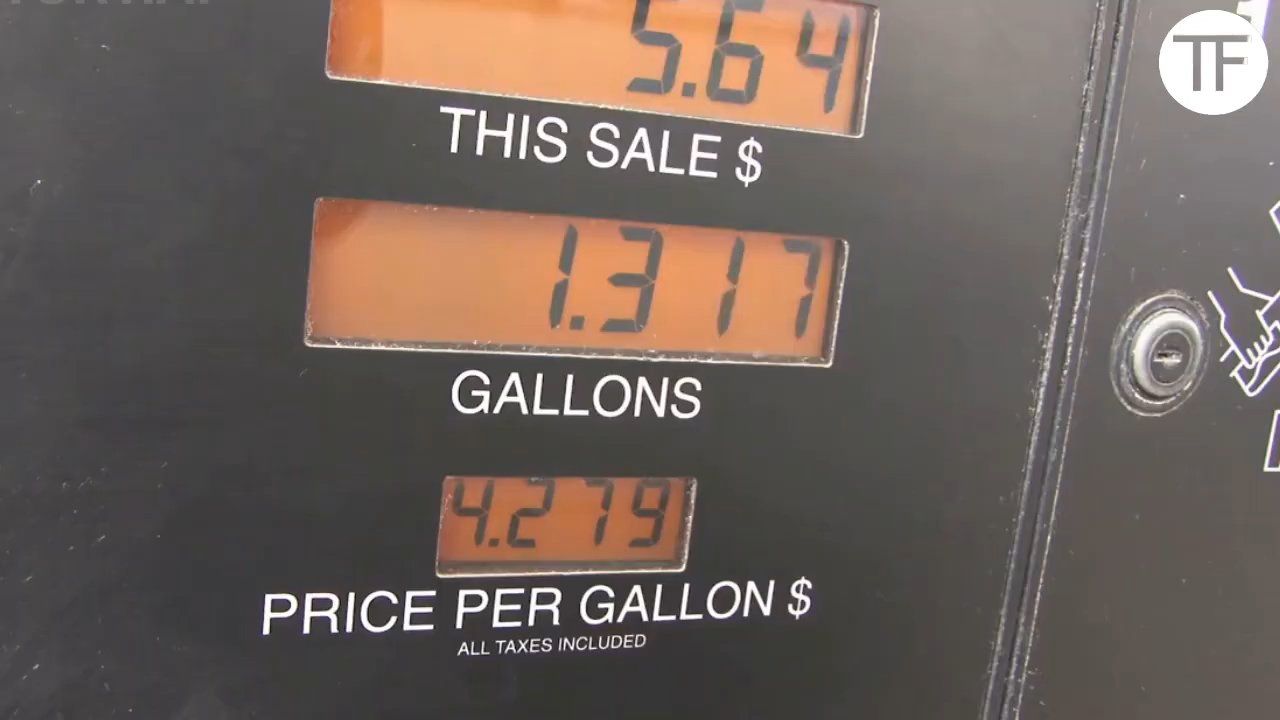 5.64
TF
THIS SALE $
1.317
GALLONS
4.279
PRICE PER GALLON $
ALL TAXES INCLUDED